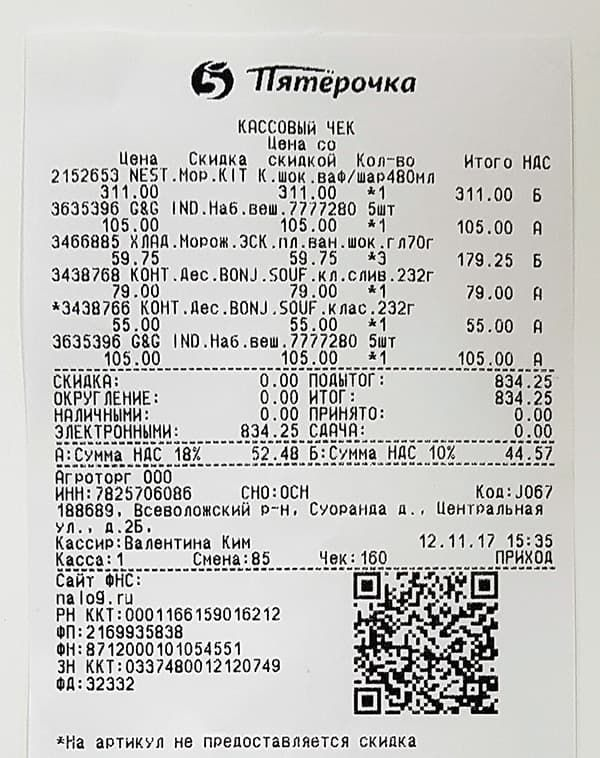 5 Пятёрочка
КАССОВЫЙ ЧЕК
Цена со
Цена Скидка скидкой Кол-во Итого НДС
2152653 NEST.Мор.KIT К.шок.ваф/шар480мл
311.00 311.00 *1 311.00 Б
3635396 G&G IND.Наб.веш.7777280 5шт
105.00 105.00 *1 105.00 А
3466885 ХЛАД.Морож.ЭСК.пл.ван.шок.гл70г
59.75 59.75 *3 179.25 Б
3438768 КОНТ.Дес.BONJ.SOUF.кл.слив.232г
79.00 79.00 *1 79.00 А
*3438766 КОНТ.Дес.BONJ.SOUF.клас.232г
55.00 55.00 *1 55.00 А
3635396 G&G IND.Наб.веш.7777280 5шт
105.00 105.00 *1 105.00 А
СКИДКА: 0.00 ПОДЫТОГ: 834.25
ОКРУГЛЕНИЕ: 0.00 ИТОГ: 834.25
НАЛИЧНЫМИ: 0.00 ПРИНЯТО: 0.00
ЭЛЕКТРОННЫМИ: 834.25 СДАЧА: 0.00
А:Сумма НДС 18% 52.48 Б:Сумма НДС 10% 44.57
Агроторг ООО
ИНН:7825706086 СНО:ОСН Код:J067
188689, Всеволожский р-н, Суоранда д., Центральная
ул., д.2Б,
Кассир:Валентина Ким 12.11.17 15:35
Касса:1 Смена:85 Чек:160 ПРИХОД
Сайт ФНС:
nalog.ru
РН ККТ:0001166159016212
ФП:2169935838
ФН:8712000101054551
ЗН ККТ:0337480012120749
ФД:32332
*На артикул не предоставляется скидка